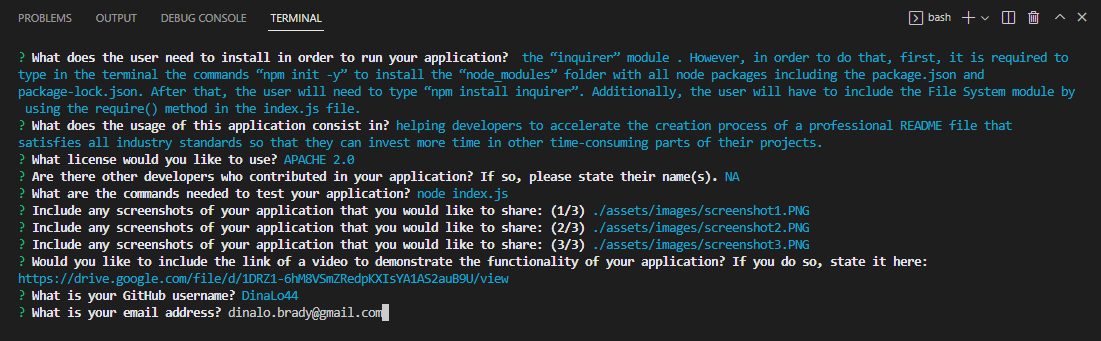 PROBLEMS OUTPUT DEBUG CONSOLE TERMINAL bash
? What does the user need to install in order to run your application?  the “inquirer” module . However, in order to do that, first, it is required to
type in the terminal the commands “npm init -y” to install the “node_modules” folder with all node packages including the package.json and
package-lock.json. After that, the user will need to type “npm install inquirer”. Additionally, the user will have to include the File System module by
using the require() method in the index.js file.
? What does the usage of this application consist in? helping developers to accelerate the creation process of a professional README file that
satisfies all industry standards so that they can invest more time in other time-consuming parts of their projects.
? What license would you like to use? APACHE 2.0
? Are there other developers who contributed in your application? If so, please state their name(s). NA
? What are the commands needed to test your application? node index.js
? Include any screenshots of your application that you would like to share: (1/3) ./assets/images/screenshot1.PNG
? Include any screenshots of your application that you would like to share: (2/3) ./assets/images/screenshot2.PNG
? Include any screenshots of your application that you would like to share: (3/3) ./assets/images/screenshot3.PNG
? Would you like to include the link of a video to demonstrate the functionality of your application? If you do so, state it here:
https://drive.google.com/file/d/1DRZ1-6hM8VSmZRedpKXIsYA1AS2auB9U/view
? What is your GitHub username? DinaLo44
? What is your email address? dinalo.brady@gmail.com